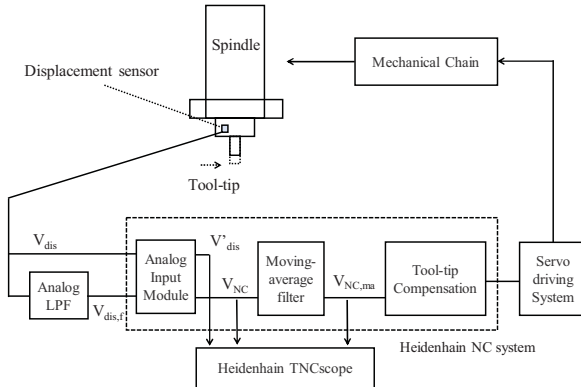 Spindle
Displacement sensor
Mechanical Chain
Tool-tip
V_dis
V'_dis
Analog
Input
Module
Moving-
average
filter
Tool-tip
Compensation
Servo
driving
System
V_NC
V_NC,ma
Analog
LPF
V_dis,f
Heidenhain NC system
Heidenhain TNCscope